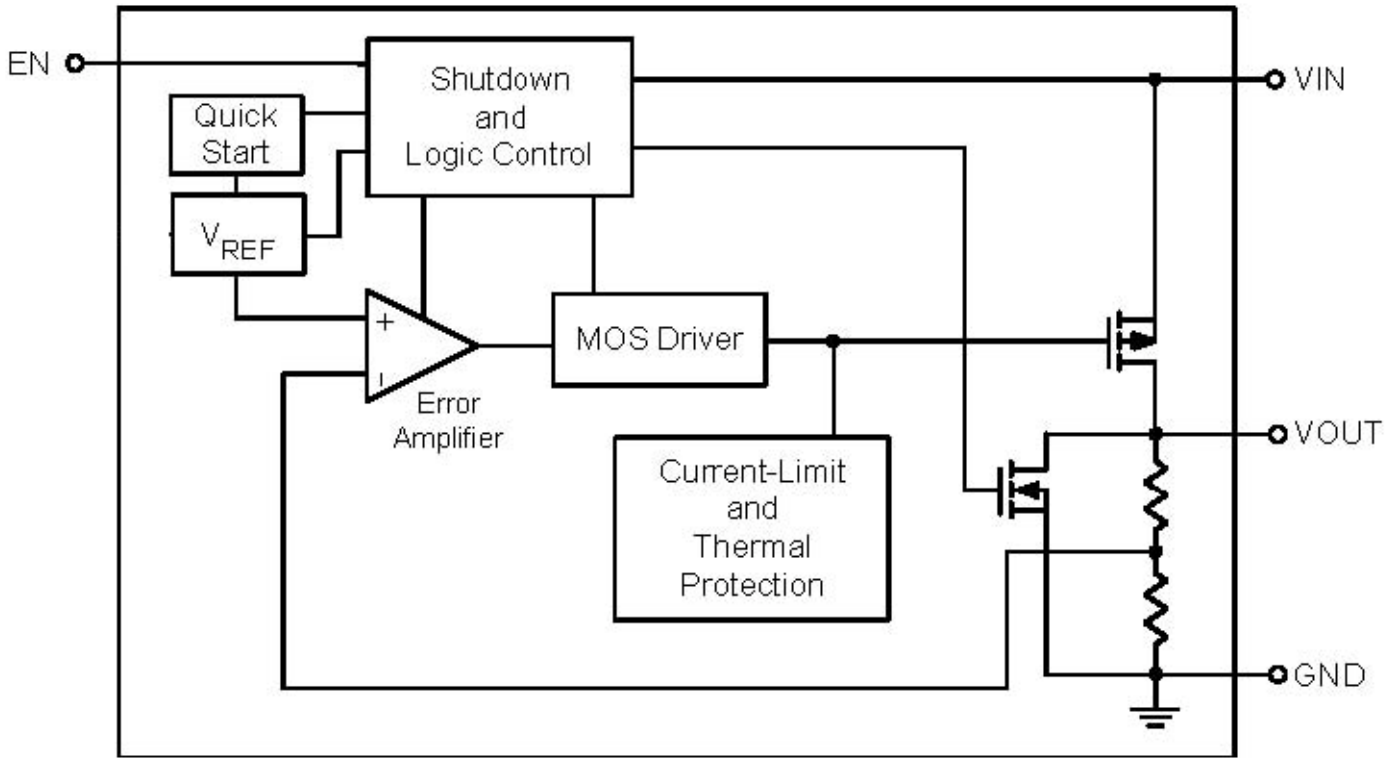 EN
Shutdown
and
Logic Control
VIN
Quick
Start
VREF
+
-
MOS Driver
Error
Amplifier
VOUT
Current-Limit
and
Thermal
Protection
GND